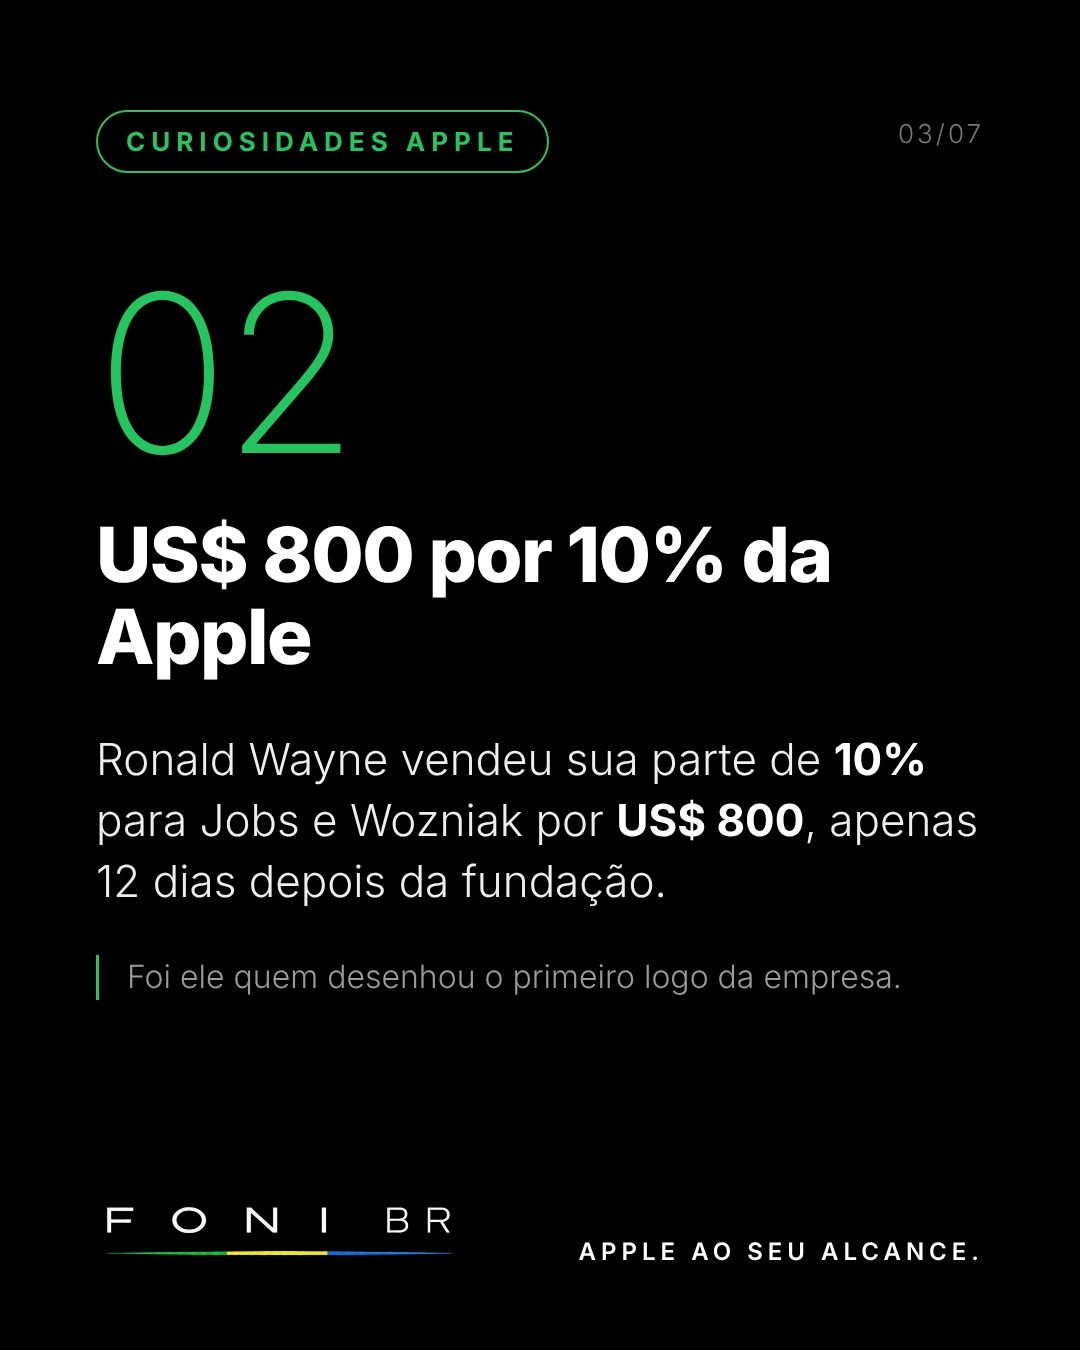 CURIOSIDADES APPLE
03/07
02
US$ 800 por 10% da
Apple
Ronald Wayne vendeu sua parte de 10%
para Jobs e Wozniak por US$ 800, apenas
12 dias depois da fundação.
Foi ele quem desenhou o primeiro logo da empresa.
FONI BR
APPLE AO SEU ALCANCE.